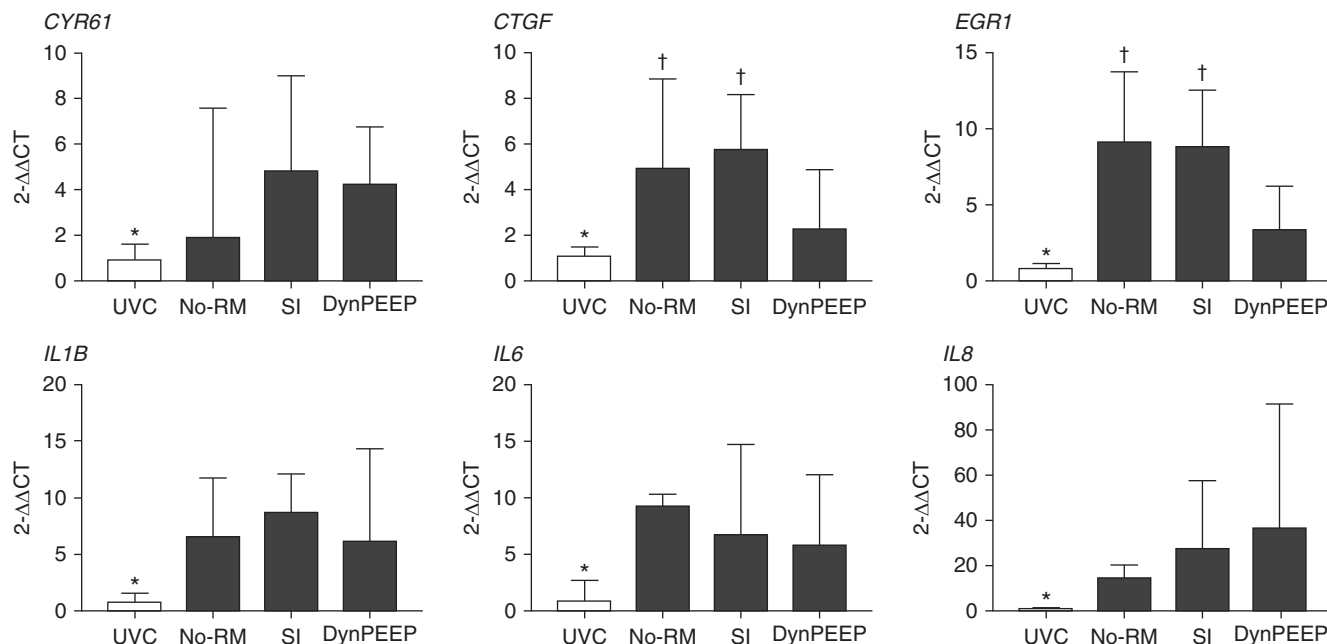 CYR61
10
8
6
4
2
0
2-ΔΔCT
*
UVC No-RM SI DynPEEP
CTGF
10
8
6
4
2
0
2-ΔΔCT
*
†
†
UVC No-RM SI DynPEEP
EGR1
15
10
5
0
2-ΔΔCT
*
†
†
UVC No-RM SI DynPEEP
IL1B
20
15
10
5
0
2-ΔΔCT
*
UVC No-RM SI DynPEEP
IL6
20
15
10
5
0
2-ΔΔCT
*
UVC No-RM SI DynPEEP
IL8
100
80
60
40
20
0
2-ΔΔCT
*
UVC No-RM SI DynPEEP